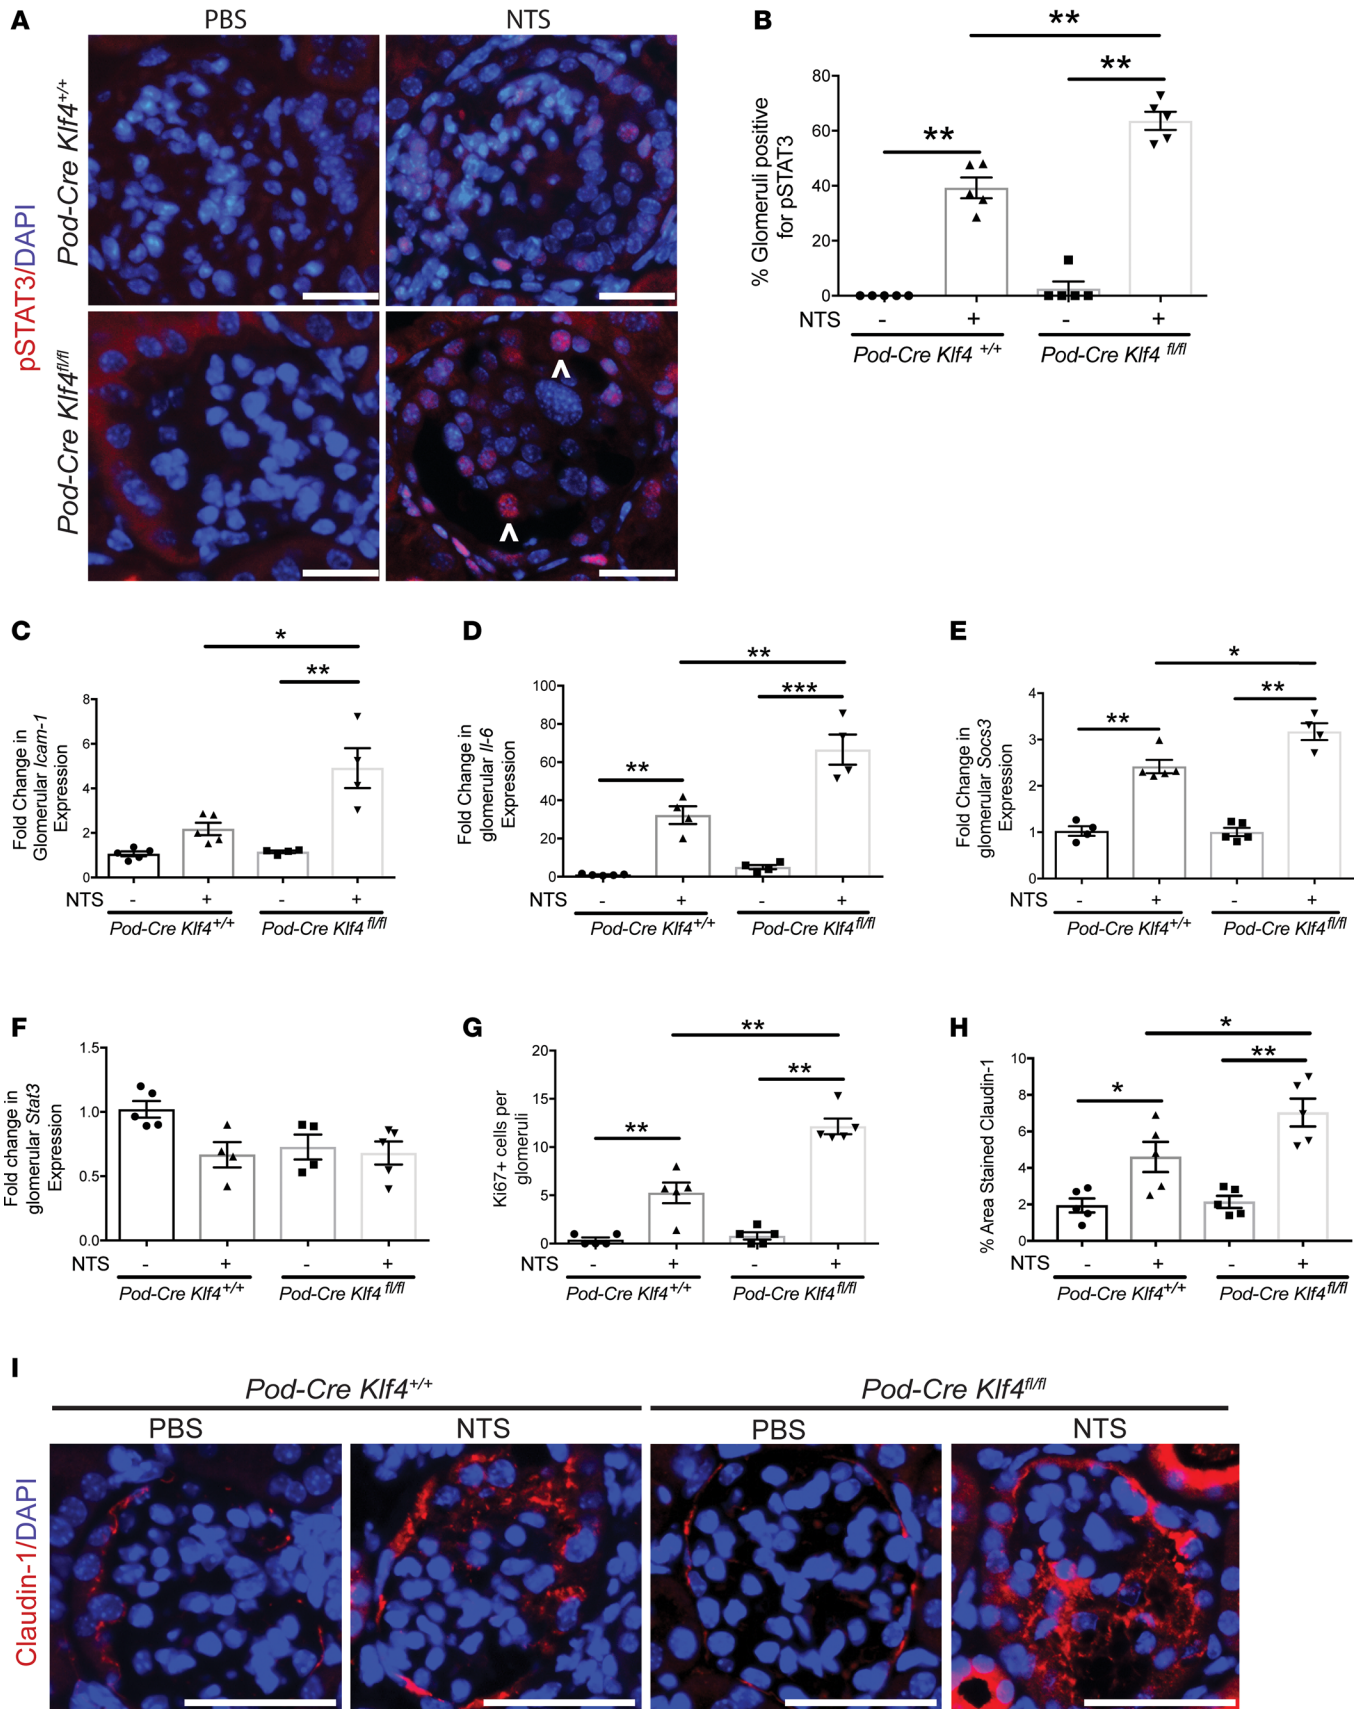 A
PBS
NTS
pSTAT3/DAPI
Pod-Cre Klf4+/+
Pod-Cre Klf4fl/fl
^
^
B
**
**
**
% Glomeruli positive
for pSTAT3
80
60
40
20
0
NTS - + - +
Pod-Cre Klf4 +/+ Pod-Cre Klf4 fl/fl
C
*
**
Fold Change in
Glomerular Icam-1
Expression
8
6
4
2
0
NTS - + - +
Pod-Cre Klf4+/+ Pod-Cre Klf4fl/fl
D
**
***
**
Fold Change in
glomerular Il-6
Expression
100
80
60
40
20
0
NTS - + - +
Pod-Cre Klf4+/+ Pod-Cre Klf4fl/fl
E
*
**
**
Fold Change in
glomerular Socs3
Expression
4
3
2
1
0
NTS - + - +
Pod-Cre Klf4+/+ Pod-Cre Klf4fl/fl
F
Fold change in
glomerular Stat3
Expression
1.5
1.0
0.5
0.0
NTS - + - +
Pod-Cre Klf4+/+ Pod-Cre Klf4fl/fl
G
**
**
**
Ki67+ cells per
glomeruli
20
15
10
5
0
NTS - + - +
Pod-Cre Klf4+/+ Pod-Cre Klf4fl/fl
H
*
**
*
% Area Stained Claudin-1
10
8
6
4
2
0
NTS - + - +
Pod-Cre Klf4+/+ Pod-Cre Klf4fl/fl
I
Pod-Cre Klf4+/+ Pod-Cre Klf4fl/fl
PBS NTS PBS NTS
Claudin-1/DAPI